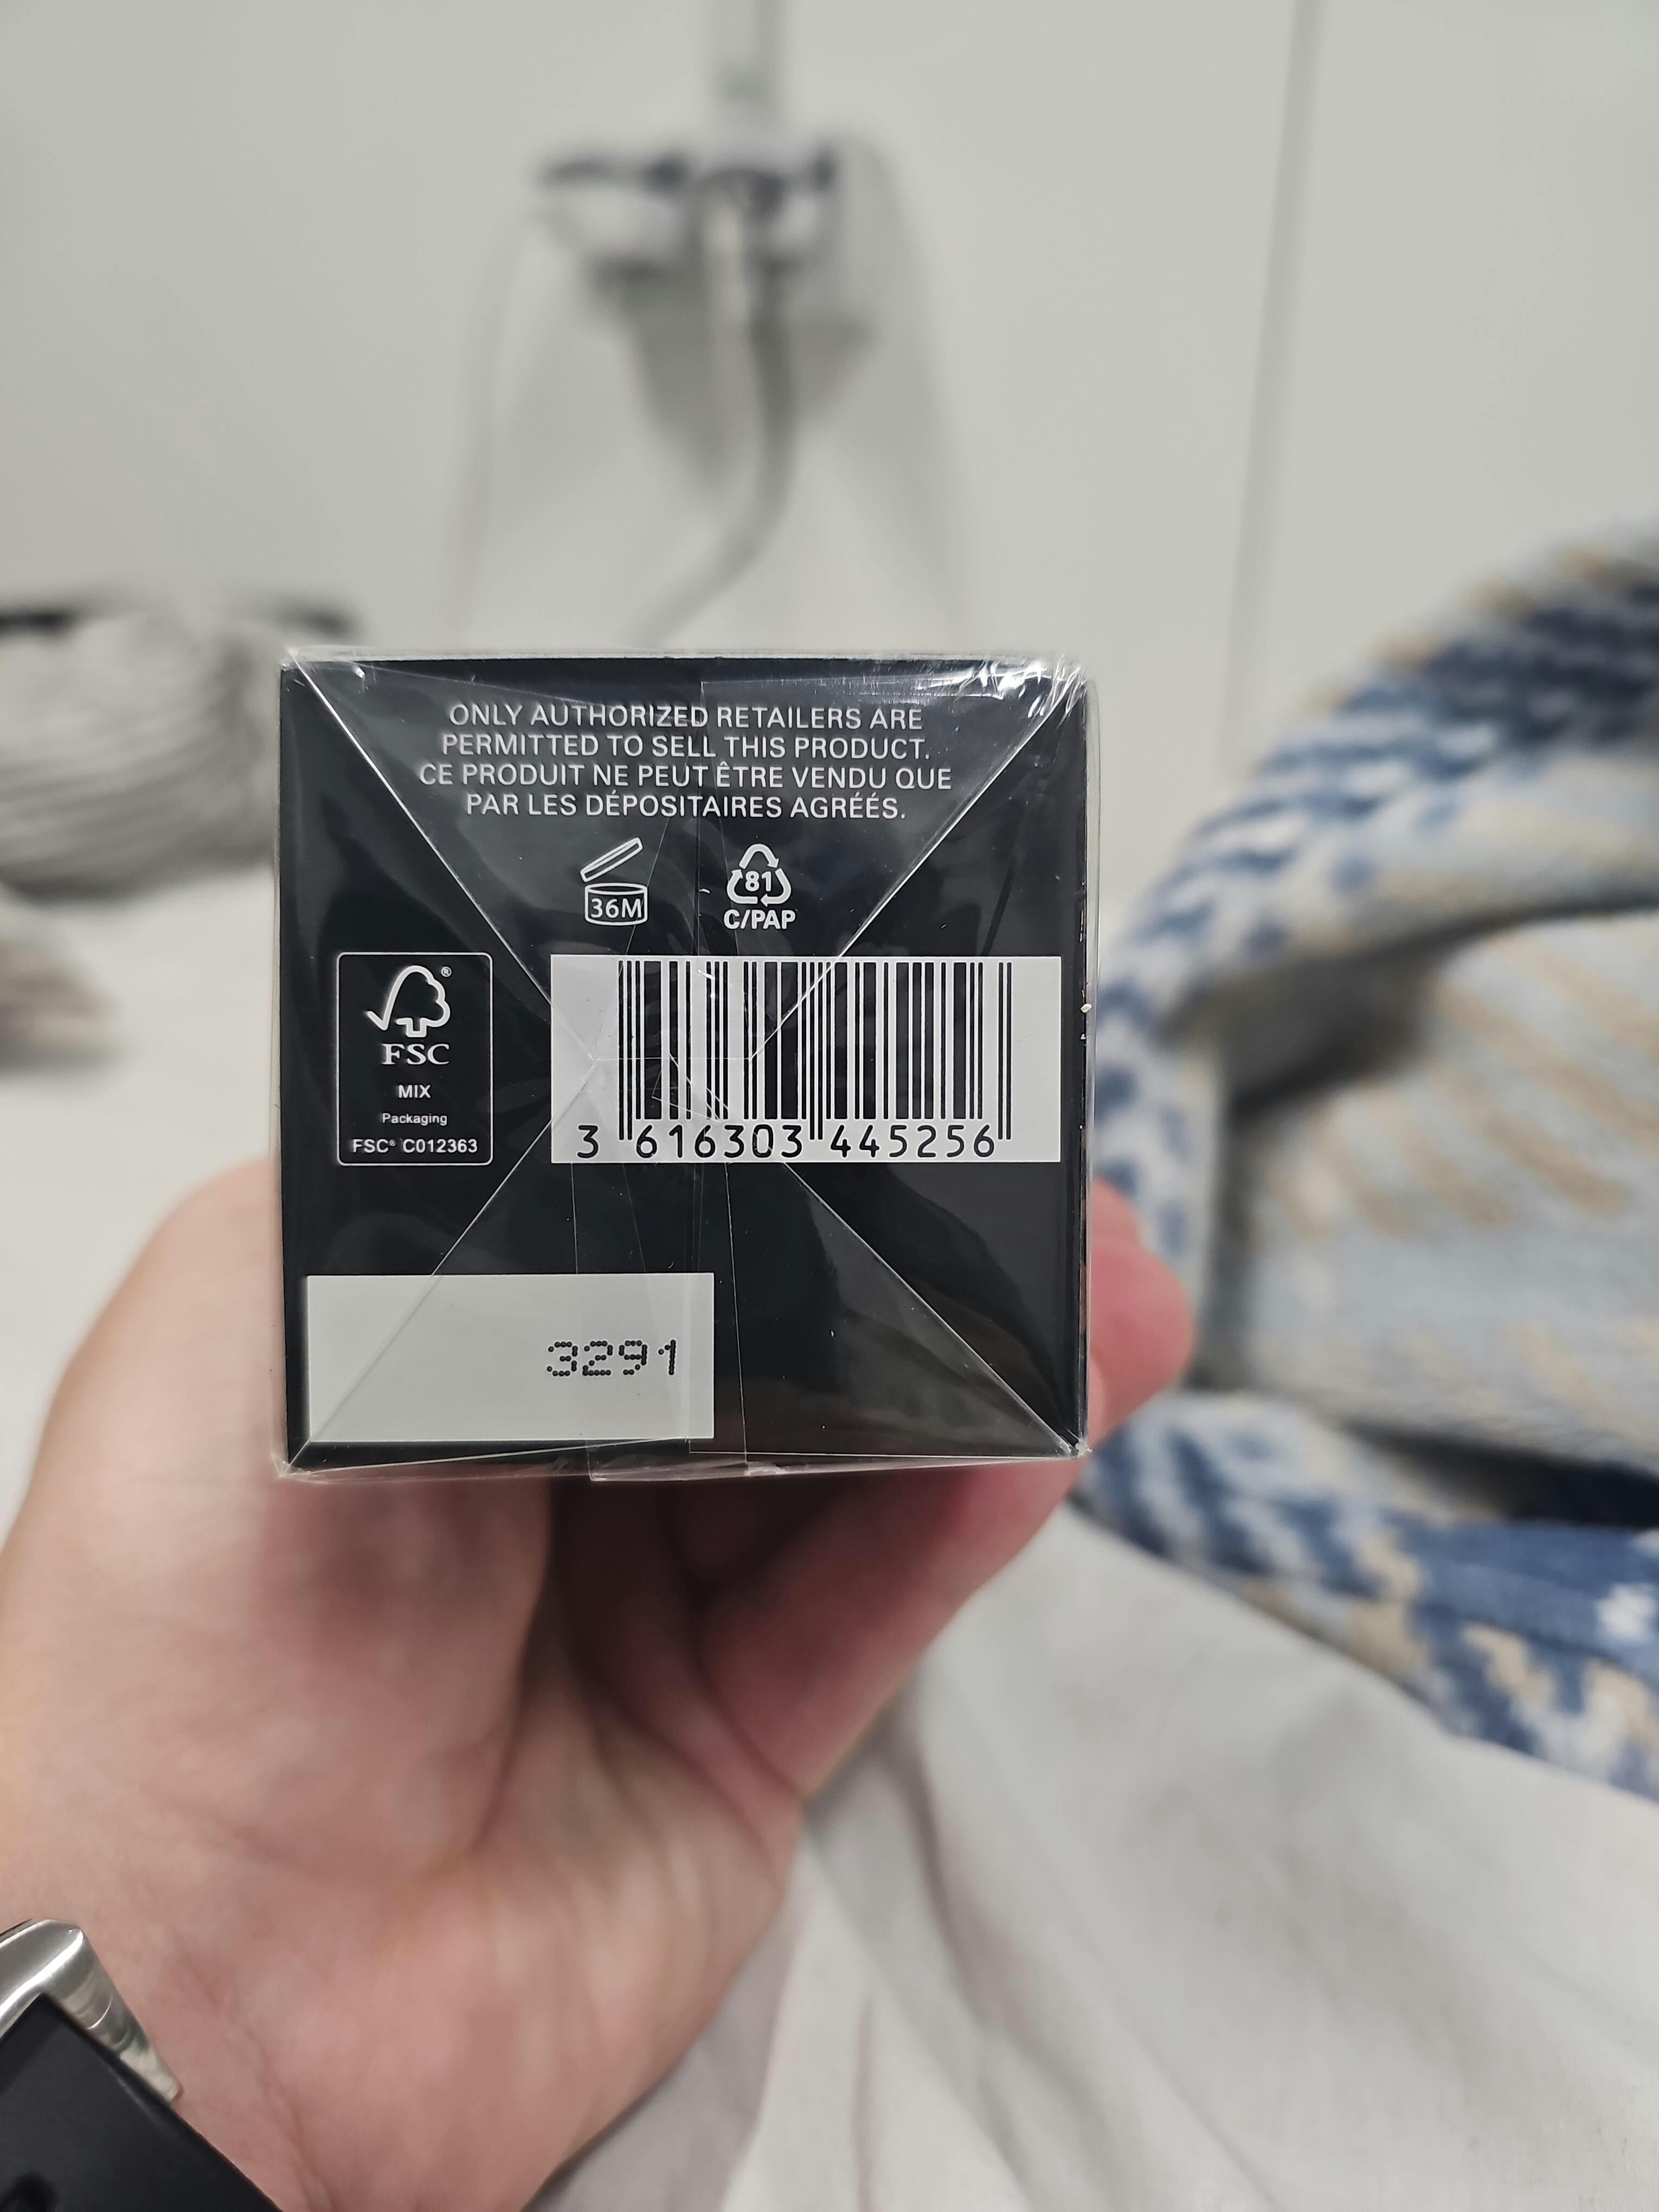 ONLY AUTHORIZED RETAILERS ARE
PERMITTED TO SELL THIS PRODUCT.
CE PRODUIT NE PEUT ÊTRE VENDU QUE
PAR LES DÉPOSITAIRES AGRÉÉS.
36M
81
C/PAP
®
FSC
MIX
Packaging
FSC® C012363
3 616303 445256
3291